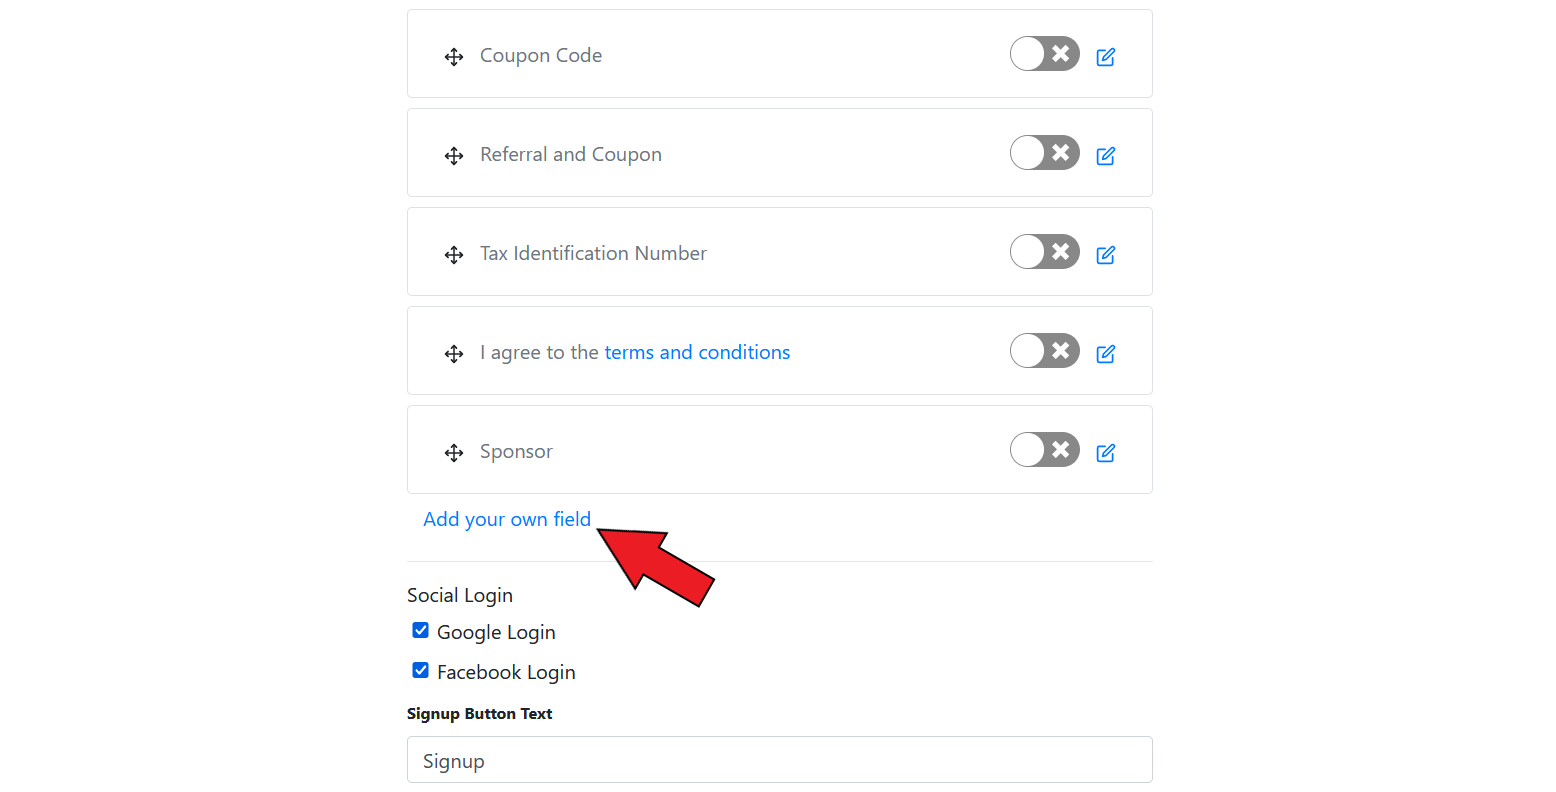 Coupon Code
Referral and Coupon
Tax Identification Number
I agree to the terms and conditions
Sponsor
Add your own field
Social Login
Google Login
Facebook Login
Signup Button Text
Signup